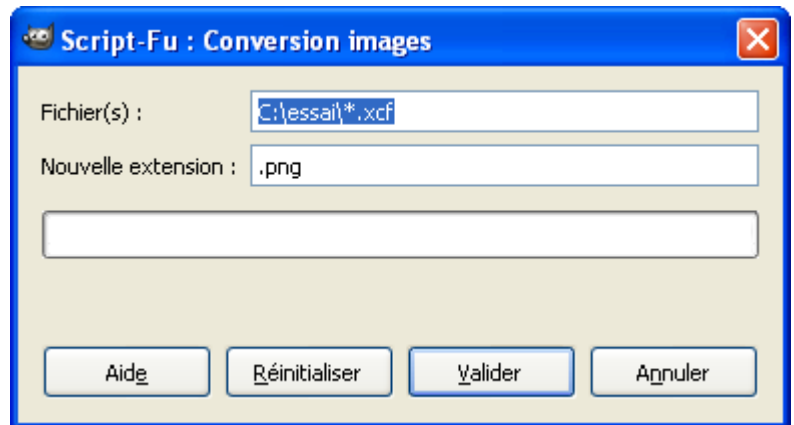 Script-Fu : Conversion images
Fichier(s) : C:\essai\*.xcf
Nouvelle extension : .png
Aide Réinitialiser Valider Annuler